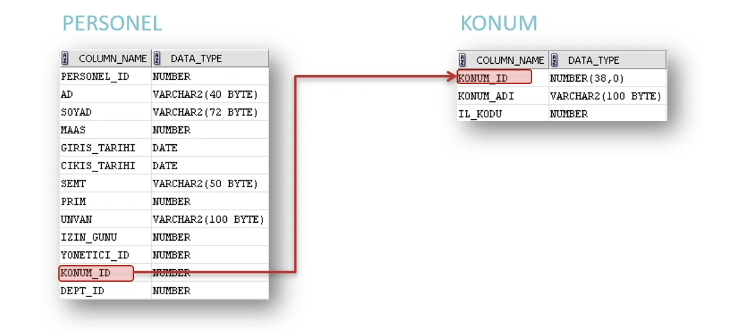 PERSONEL
COLUMN_NAME DATA_TYPE
PERSONEL_ID NUMBER
AD VARCHAR2(40 BYTE)
SOYAD VARCHAR2(72 BYTE)
MAAS NUMBER
GIRIS_TARIHI DATE
CIKIS_TARIHI DATE
SEMT VARCHAR2(50 BYTE)
PRIM NUMBER
UNVAN VARCHAR2(100 BYTE)
IZIN_GUNU NUMBER
YONETICI_ID NUMBER
KONUM_ID NUMBER
DEPT_ID NUMBER
KONUM
COLUMN_NAME DATA_TYPE
KONUM_ID NUMBER(38,0)
KONUM_ADI VARCHAR2(100 BYTE)
IL_KODU NUMBER